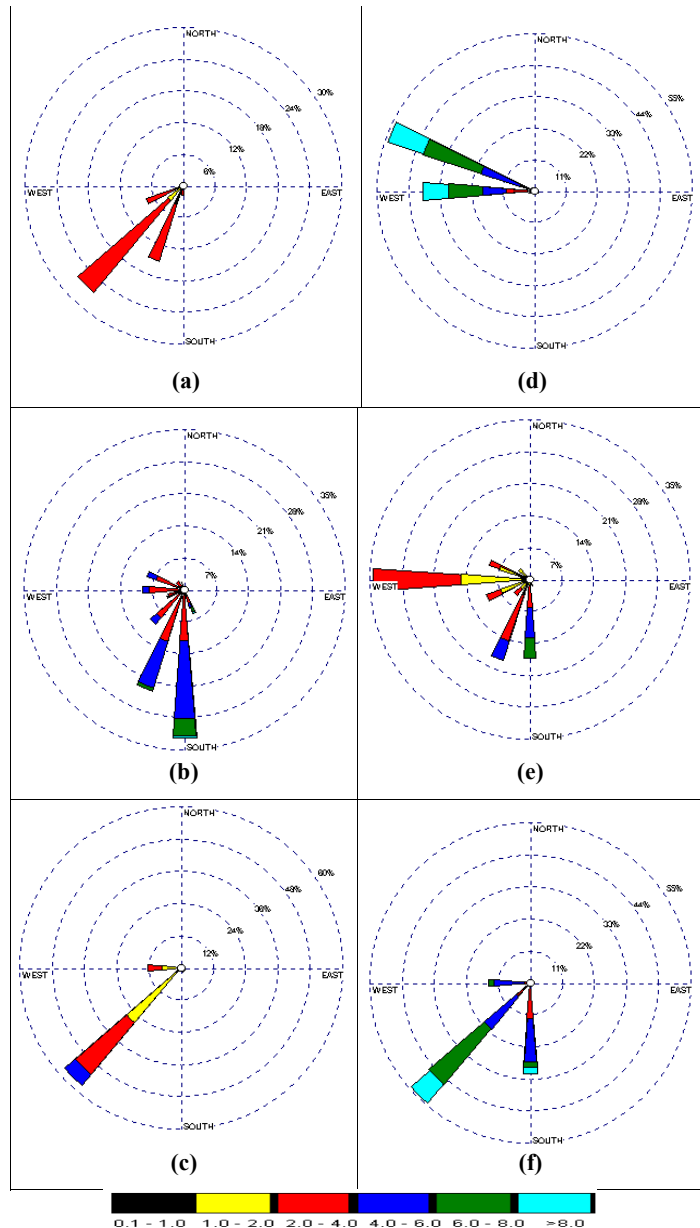 NORTH
30%
24%
18%
12%
6%
WEST
EAST
SOUTH
(a)
NORTH
55%
44%
33%
22%
11%
WEST
EAST
SOUTH
(d)
NORTH
35%
28%
21%
14%
7%
WEST
EAST
SOUTH
(b)
NORTH
35%
28%
21%
14%
7%
WEST
EAST
SOUTH
(e)
NORTH
60%
48%
36%
24%
12%
WEST
EAST
SOUTH
(c)
NORTH
55%
44%
33%
22%
11%
WEST
EAST
SOUTH
(f)
0.1 - 1.0 1.0 - 2.0 2.0 - 4.0 4.0 - 6.0 6.0 - 8.0 >8.0